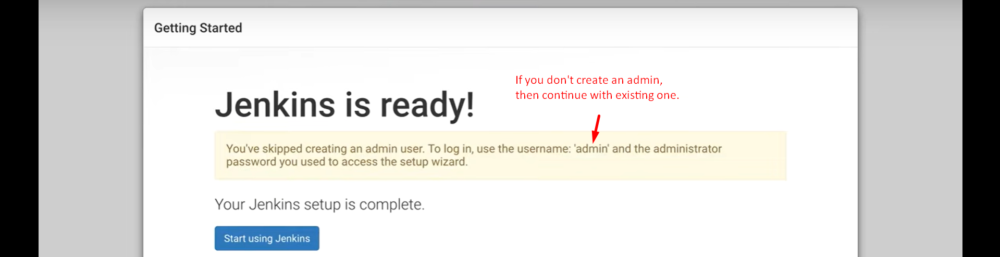 Getting Started
If you don't create an admin,
then continue with existing one.
Jenkins is ready!
You've skipped creating an admin user. To log in, use the username: 'admin' and the administrator
password you used to access the setup wizard.
Your Jenkins setup is complete.
Start using Jenkins